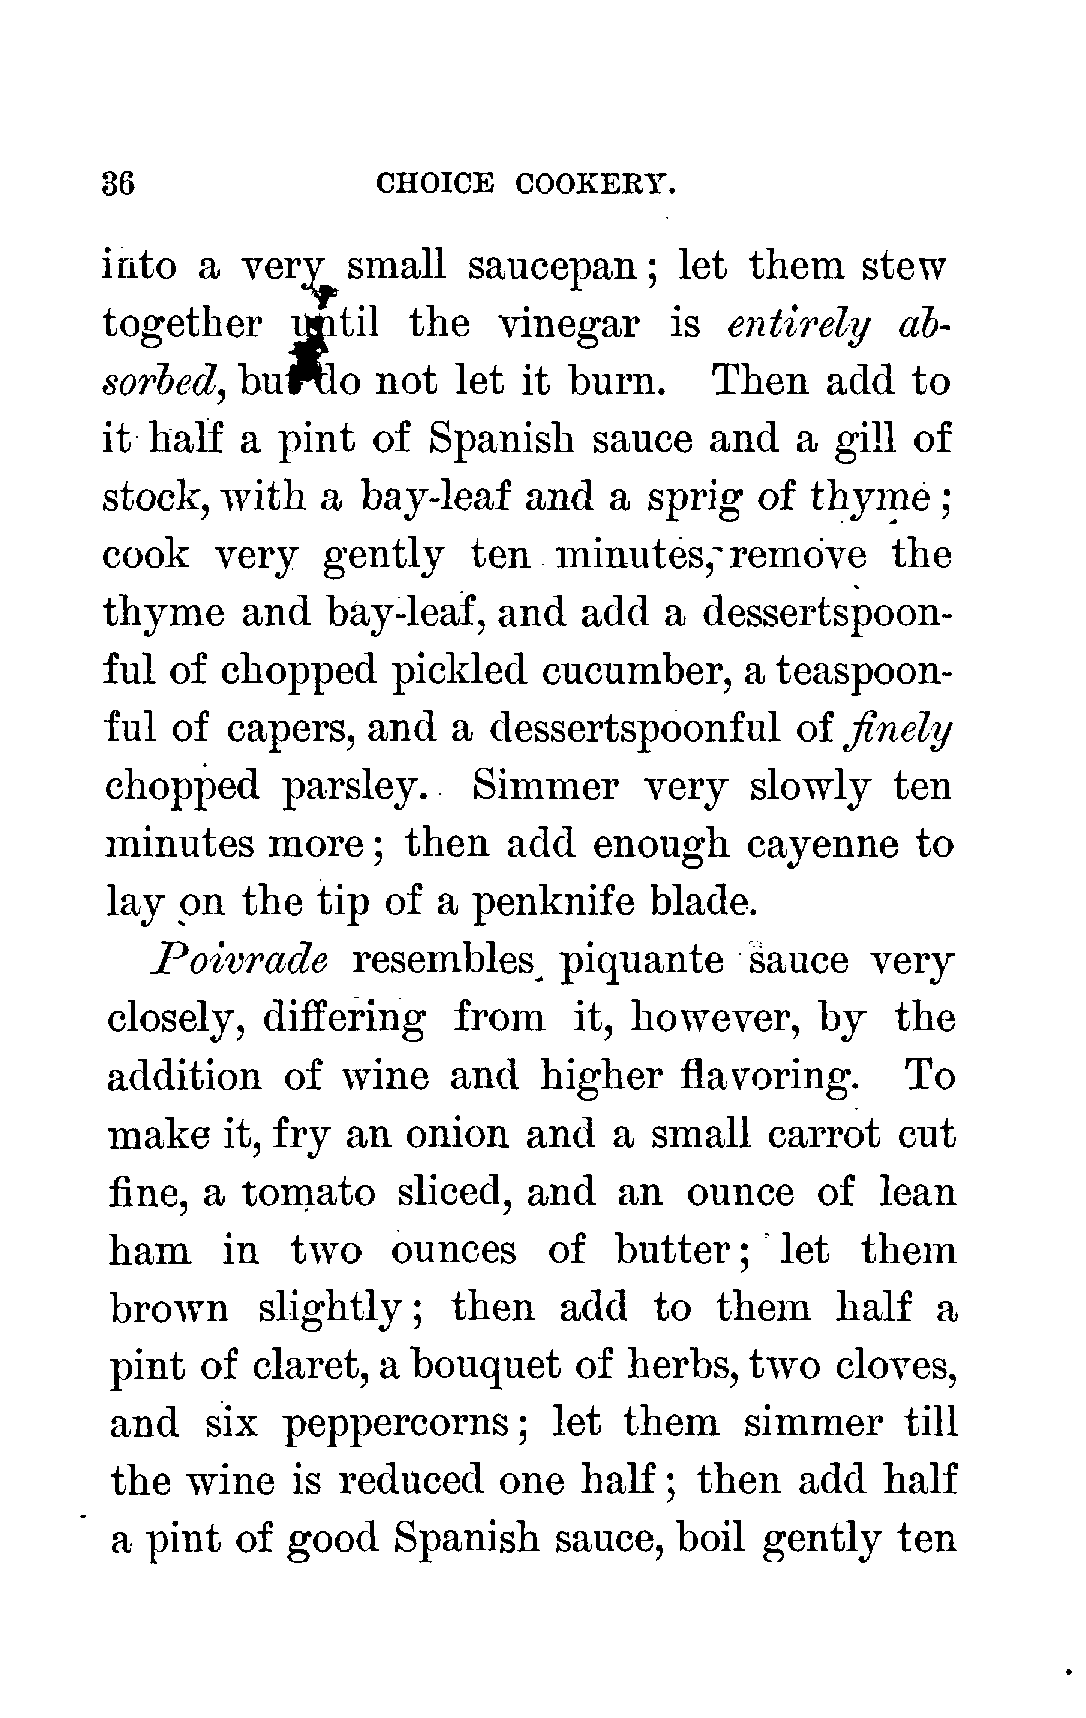 36 CHOICE COOKERY.
into a very small saucepan; let them stew
together until the vinegar is entirely ab-
sorbed, but do not let it burn. Then add to
it half a pint of Spanish sauce and a gill of
stock, with a bay-leaf and a sprig of thyme;
cook very gently ten minutes, remove the
thyme and bay-leaf, and add a dessertspoon-
ful of chopped pickled cucumber, a teaspoon-
ful of capers, and a dessertspoonful of finely
chopped parsley. Simmer very slowly ten
minutes more; then add enough cayenne to
lay on the tip of a penknife blade.
Poivrade resembles piquante sauce very
closely, differing from it, however, by the
addition of wine and higher flavoring. To
make it, fry an onion and a small carrot cut
fine, a tomato sliced, and an ounce of lean
ham in two ounces of butter; let them
brown slightly; then add to them half a
pint of claret, a bouquet of herbs, two cloves,
and six peppercorns; let them simmer till
the wine is reduced one half; then add half
a pint of good Spanish sauce, boil gently ten